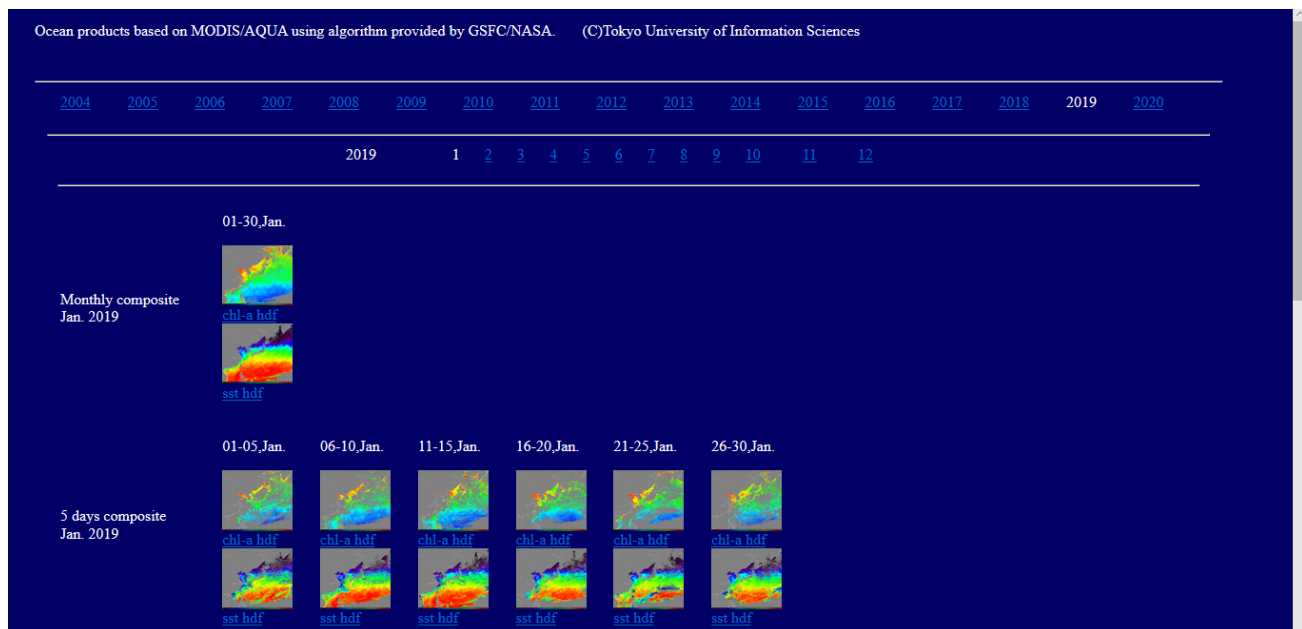 Ocean products based on MODIS/AQUA using algorithm provided by GSFC/NASA. (C)Tokyo University of Information Sciences
2004 2005 2006 2007 2008 2009 2010 2011 2012 2013 2014 2015 2016 2017 2018 2019 2020
2019 1 2 3 4 5 6 7 8 9 10 11 12
01-30,Jan.
Monthly composite
Jan. 2019
chl-a hdf
sst hdf
01-05,Jan. 06-10,Jan. 11-15,Jan. 16-20,Jan. 21-25,Jan. 26-30,Jan.
5 days composite
Jan. 2019
chl-a hdf chl-a hdf chl-a hdf chl-a hdf chl-a hdf chl-a hdf
sst hdf sst hdf sst hdf sst hdf sst hdf sst hdf